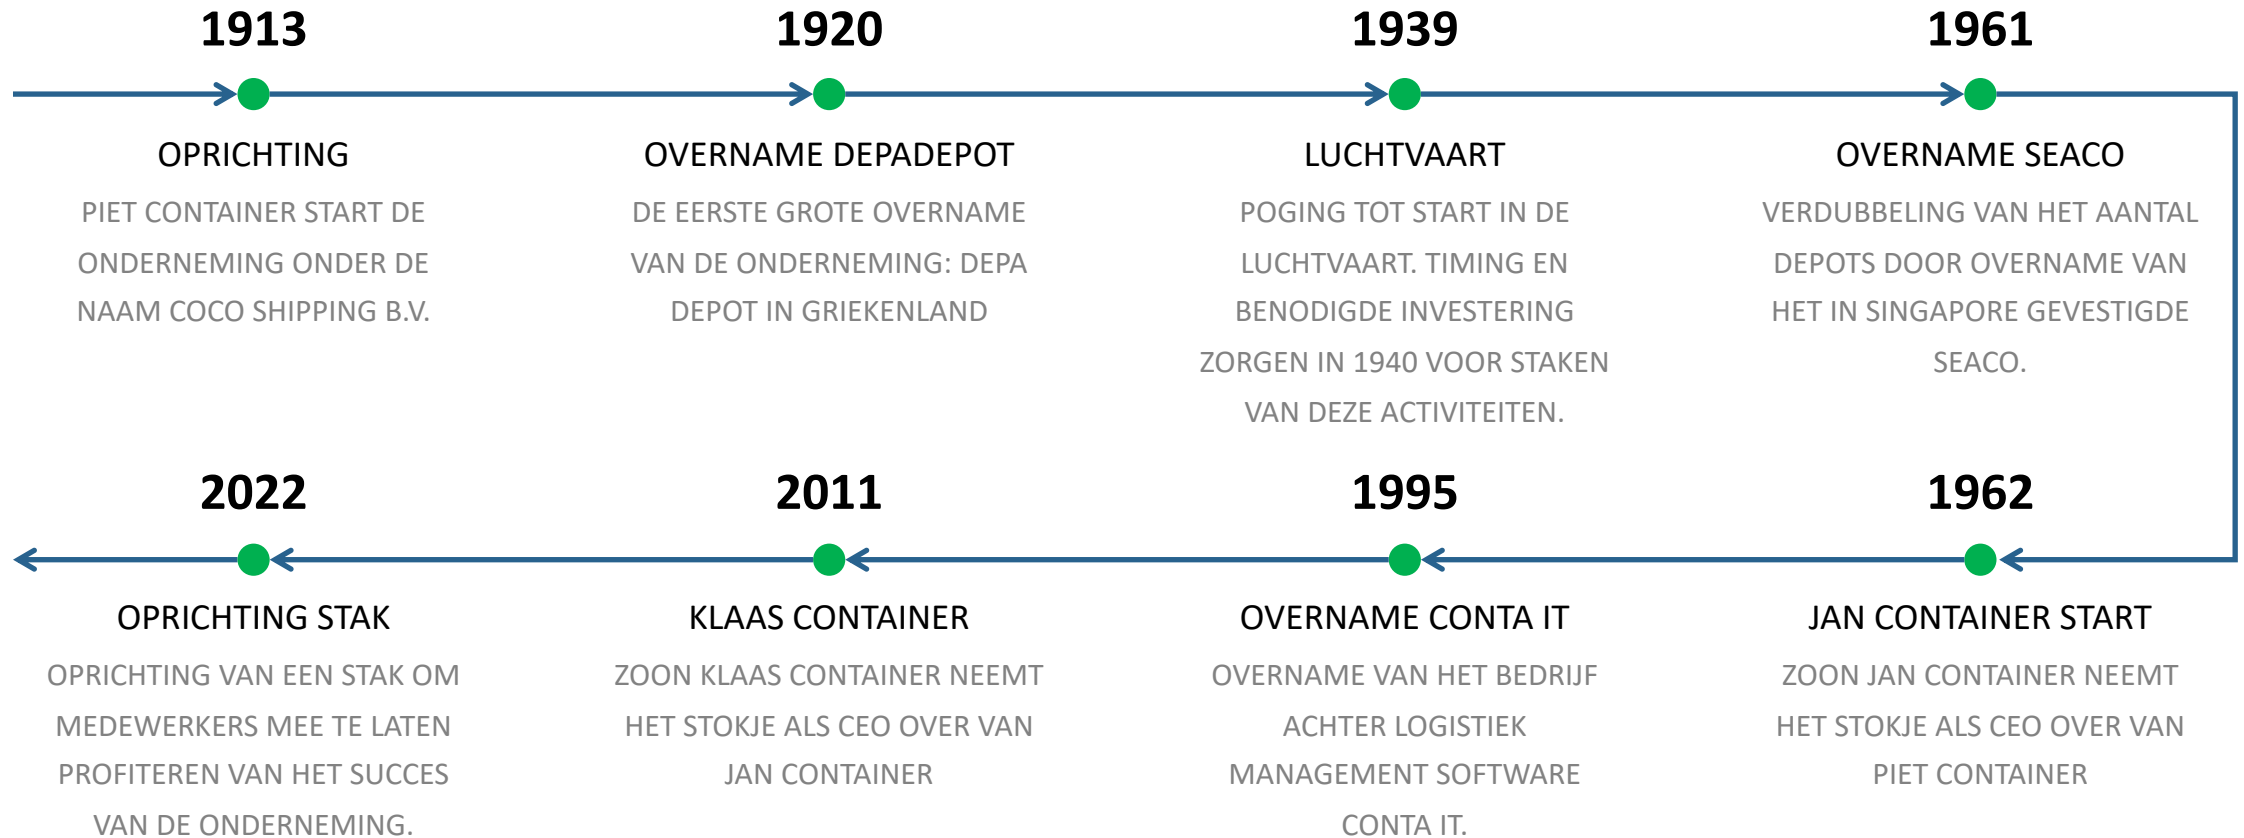 1913
OPRICHTING
PIET CONTAINER START DE
ONDERNEMING ONDER DE
NAAM COCO SHIPPING B.V.
1920
OVERNAME DEPADEPOT
DE EERSTE GROTE OVERNAME
VAN DE ONDERNEMING: DEPA
DEPOT IN GRIEKENLAND
1939
LUCHTVAART
POGING TOT START IN DE
LUCHTVAART. TIMING EN
BENODIGDE INVESTERING
ZORGEN IN 1940 VOOR STAKEN
VAN DEZE ACTIVITEITEN.
1961
OVERNAME SEACO
VERDUBBELING VAN HET AANTAL
DEPOTS DOOR OVERNAME VAN
HET IN SINGAPORE GEVESTIGDE
SEACO.
1962
JAN CONTAINER START
ZOON JAN CONTAINER NEEMT
HET STOKJE ALS CEO OVER VAN
PIET CONTAINER
1995
OVERNAME CONTA IT
OVERNAME VAN HET BEDRIJF
ACHTER LOGISTIEK
MANAGEMENT SOFTWARE
CONTA IT.
2011
KLAAS CONTAINER
ZOON KLAAS CONTAINER NEEMT
HET STOKJE ALS CEO OVER VAN
JAN CONTAINER
2022
OPRICHTING STAK
OPRICHTING VAN EEN STAK OM
MEDEWERKERS MEE TE LATEN
PROFITEREN VAN HET SUCCES
VAN DE ONDERNEMING.